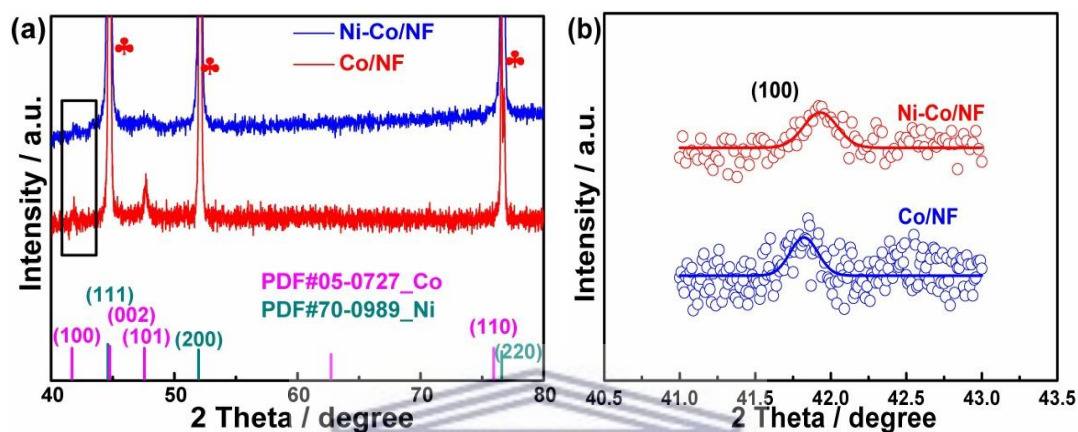 (a)
Ni-Co/NF
Co/NF
Intensity / a.u.
PDF#05-0727_Co
PDF#70-0989_Ni
(111)
(002)
(100)
(101)
(200)
(110)
(220)
40 50 60 70 80
2 Theta / degree
(b)
(100)
Ni-Co/NF
Co/NF
Intensity / a.u.
40.5 41.0 41.5 42.0 42.5 43.0 43.5
2 Theta / degree